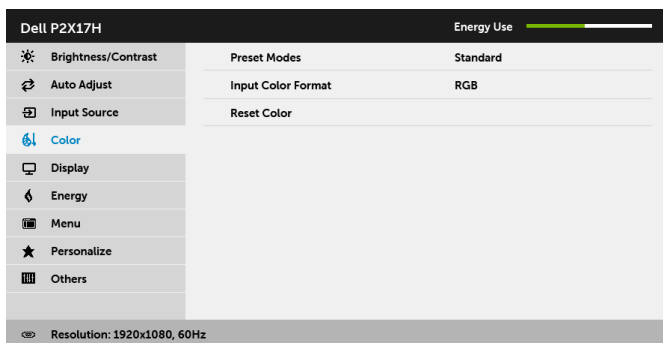 Dell P2X17H Energy Use
Brightness/Contrast Preset Modes Standard
Auto Adjust Input Color Format RGB
Input Source Reset Color
Color
Display
Energy
Menu
Personalize
Others
Resolution: 1920x1080, 60Hz